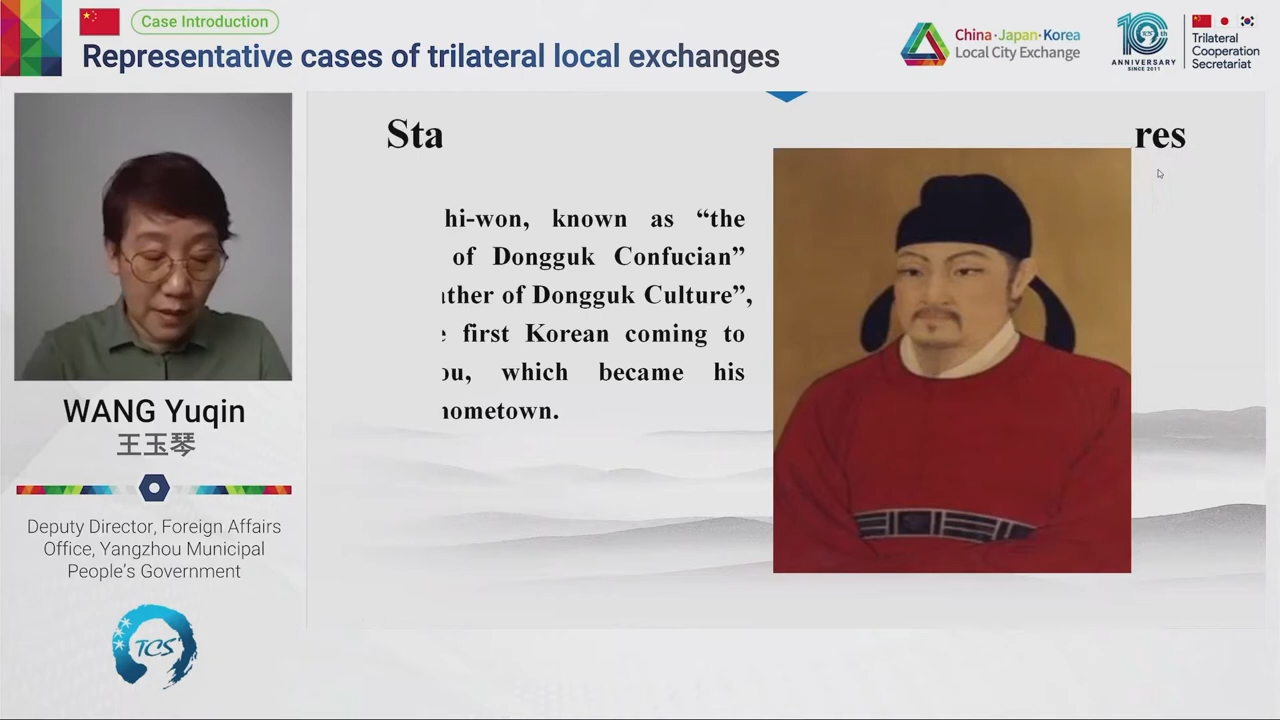 Case Introduction
Representative cases of trilateral local exchanges
China·Japan·Korea
Local City Exchange
10th
TCS
ANNIVERSARY
SINCE 2011
Trilateral
Cooperation
Secretariat
Sta res
hi-won, known as “the
of Dongguk Confucian”
ather of Dongguk Culture”,
first Korean coming to
ou, which became his
hometown.
WANG Yuqin
王玉琴
Deputy Director, Foreign Affairs
Office, Yangzhou Municipal
People's Government
TCS